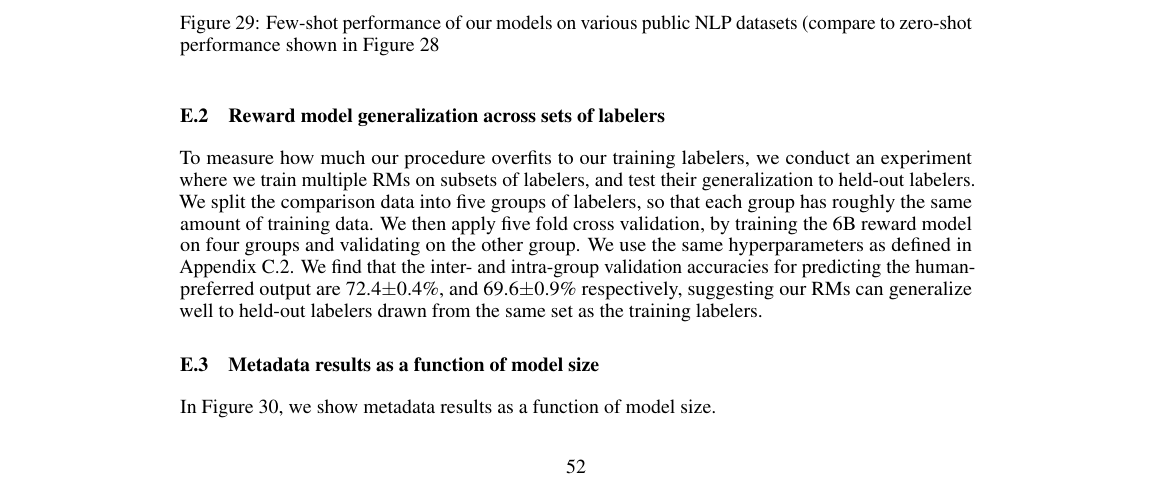 Figure 29: Few-shot performance of our models on various public NLP datasets (compare to zero-shot
performance shown in Figure 28
E.2 Reward model generalization across sets of labelers
To measure how much our procedure overfits to our training labelers, we conduct an experiment
where we train multiple RMs on subsets of labelers, and test their generalization to held-out labelers.
We split the comparison data into five groups of labelers, so that each group has roughly the same
amount of training data. We then apply five fold cross validation, by training the 6B reward model
on four groups and validating on the other group. We use the same hyperparameters as defined in
Appendix C.2. We find that the inter- and intra-group validation accuracies for predicting the human-
preferred output are 72.4±0.4%, and 69.6±0.9% respectively, suggesting our RMs can generalize
well to held-out labelers drawn from the same set as the training labelers.
E.3 Metadata results as a function of model size
In Figure 30, we show metadata results as a function of model size.
52